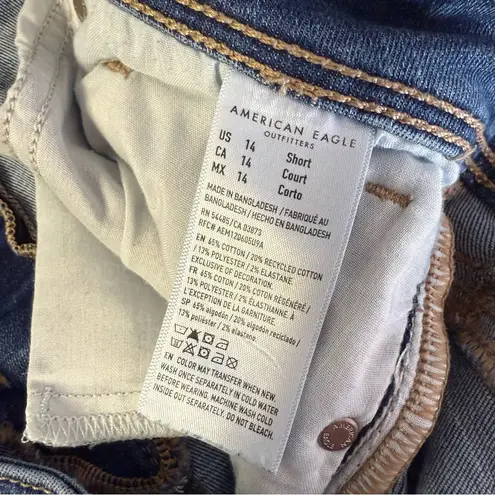 AMERICAN EAGLE
OUTFITTERS
US 14 Short
CA 14 Court
MX 14 Corto
MADE IN BANGLADESH / FABRIQUÉ AU
BANGLADESH / HECHO EN BANGLADESH
RN 54485/CA 03873
RFC# AEM120605U9A
EN 65% COTTON / 20% RECYCLED COTTON
/ 13% POLYESTER / 2% ELASTANE.
EXCLUSIVE OF DECORATION.
FR 65% COTON / 20% COTON RÉGÉNÉRÉ /
13% POLYESTER / 2% ÉLASTHANNE. À
L'EXCEPTION DE LA GARNITURE.
SP 65% algodón / 20% algodón reciclado /
13% poliéster / 2% elastano.
EN COLOR MAY TRANSFER WHEN NEW.
WASH ONCE SEPARATELY IN COLD WATER
BEFORE WEARING. MACHINE WASH COLD
INSIDE OUT SEPARATELY. DO NOT BLEACH.
AMERICAN